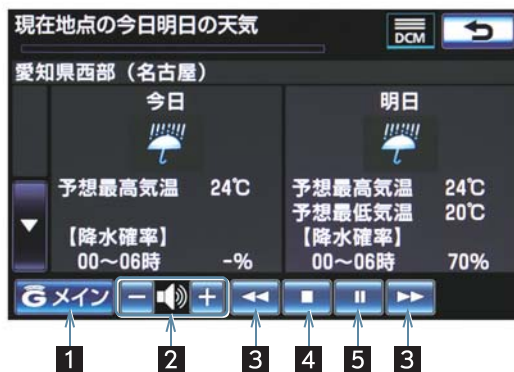 現在地点の今日明日の天気
DCM
愛知県西部（名古屋）
今日 明日
予想最高気温 24℃ 予想最高気温 24℃
予想最低気温 20℃
【降水確率】 【降水確率】
00～06時 -% 00～06時 70%
G メイン － ＋
1 2 3 4 5 3